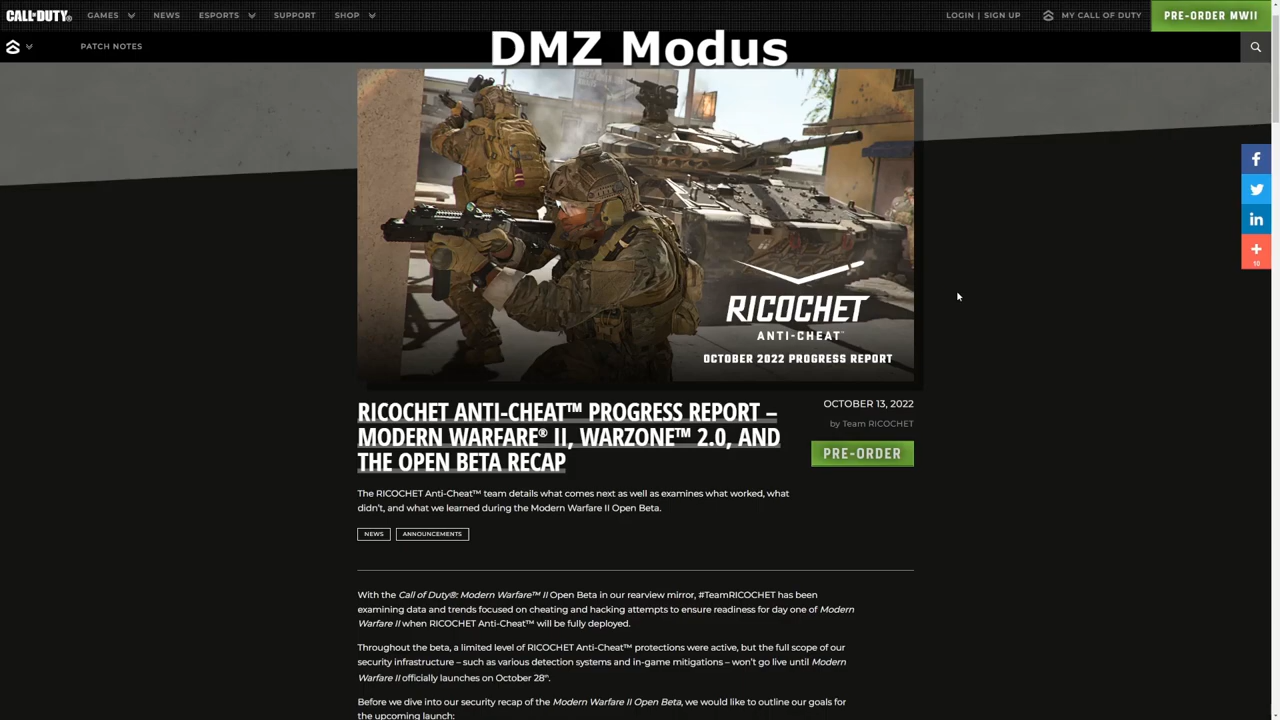 CALL OF DUTY® GAMES NEWS ESPORTS SUPPORT SHOP LOGIN | SIGN UP MY CALL OF DUTY PRE-ORDER MWII
PATCH NOTES
DMZ Modus
RICOCHET
ANTI-CHEAT™
OCTOBER 2022 PROGRESS REPORT
10
RICOCHET ANTI-CHEAT™ PROGRESS REPORT –
MODERN WARFARE® II, WARZONE™ 2.0, AND
THE OPEN BETA RECAP
OCTOBER 13, 2022
by Team RICOCHET
PRE-ORDER
The RICOCHET Anti-Cheat™ team details what comes next as well as examines what worked, what
didn't, and what we learned during the Modern Warfare II Open Beta.
NEWS ANNOUNCEMENTS
With the Call of Duty®: Modern Warfare™ II Open Beta in our rearview mirror, #TeamRICOCHET has been
examining data and trends focused on cheating and hacking attempts to ensure readiness for day one of Modern
Warfare II when RICOCHET Anti-Cheat™ will be fully deployed.
Throughout the beta, a limited level of RICOCHET Anti-Cheat™ protections were active, but the full scope of our
security infrastructure – such as various detection systems and in-game mitigations – won't go live until Modern
Warfare II officially launches on October 28th.
Before we dive into our security recap of the Modern Warfare II Open Beta, we would like to outline our goals for
the upcoming launch: